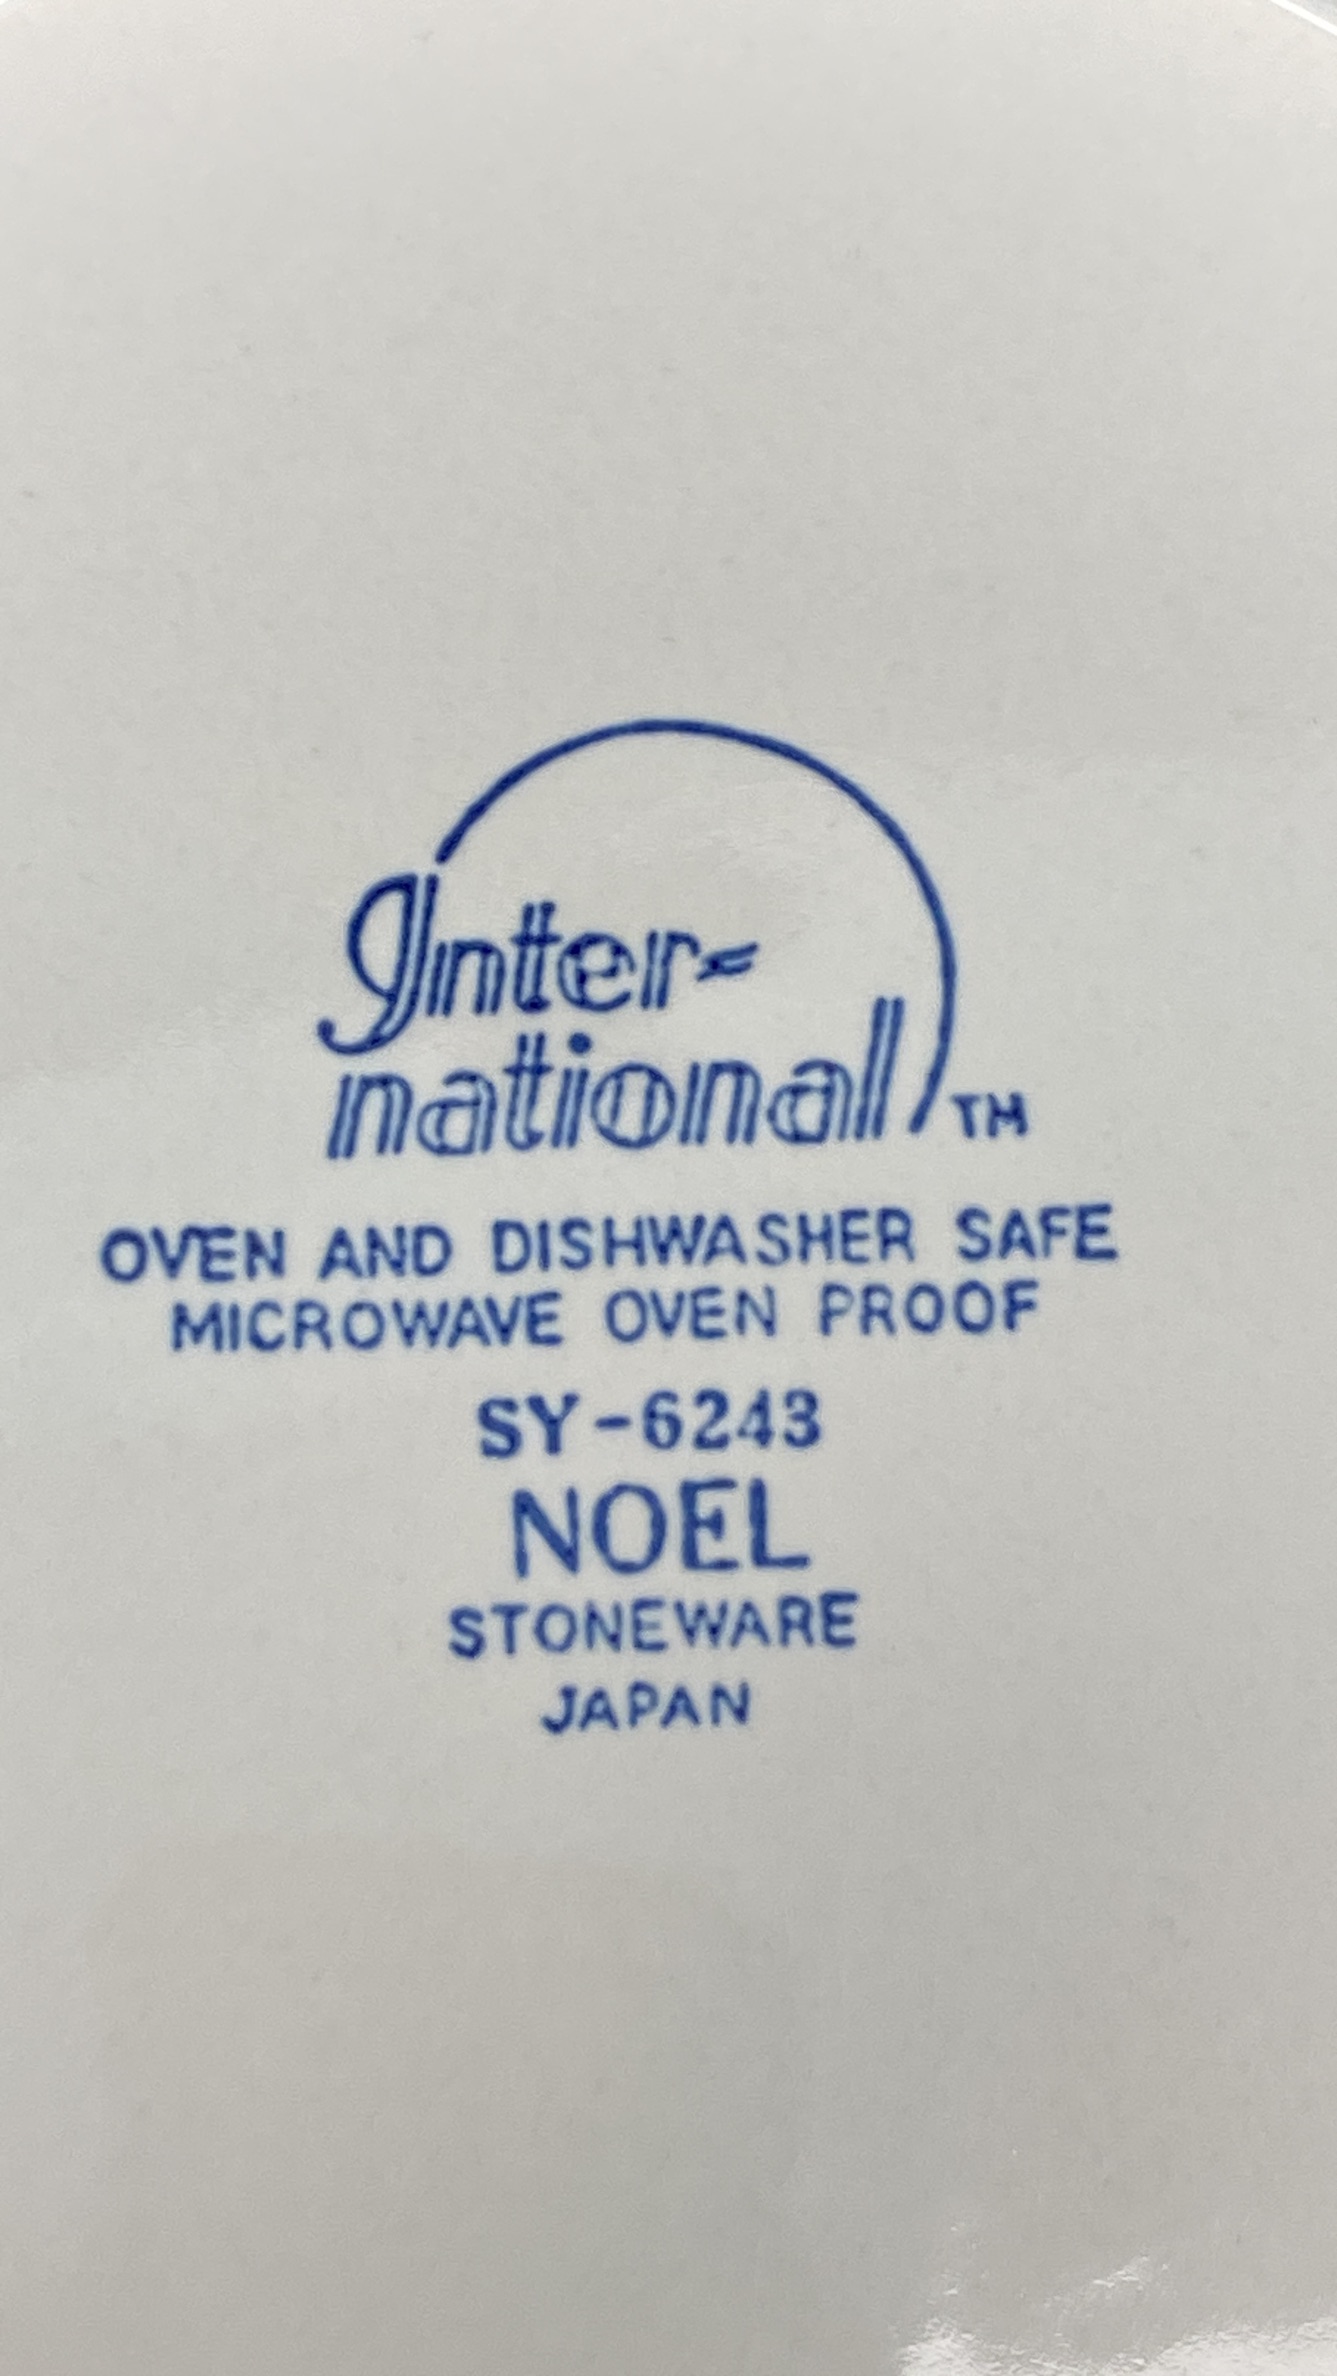 Inter-
national TM
OVEN AND DISHWASHER SAFE
MICROWAVE OVEN PROOF
SY-6243
NOEL
STONEWARE
JAPAN